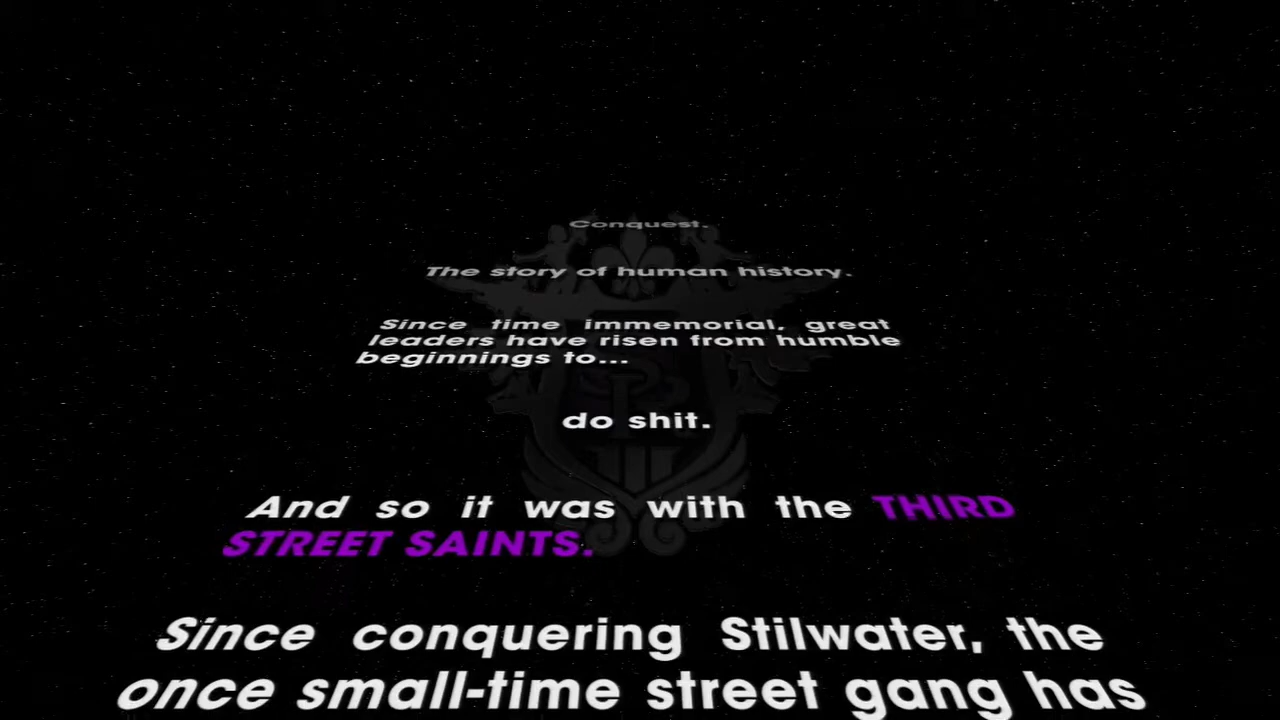 Conquest.
The story of human history.
Since time immemorial, great
leaders have risen from humble
beginnings to...
do shit.
And so it was with the THIRD
STREET SAINTS.
Since conquering Stilwater, the
once small-time street gang has